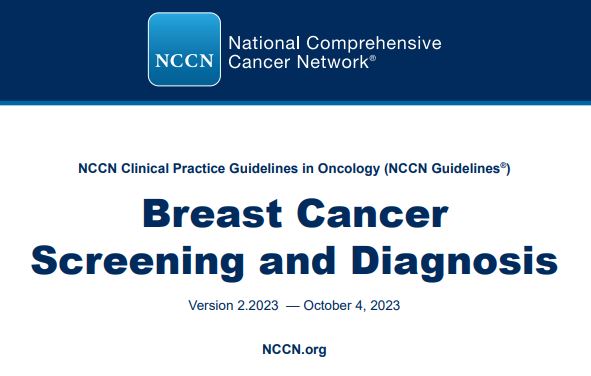 NCCN
National Comprehensive
Cancer Network®
NCCN Clinical Practice Guidelines in Oncology (NCCN Guidelines®)
Breast Cancer
Screening and Diagnosis
Version 2.2023 — October 4, 2023
NCCN.org